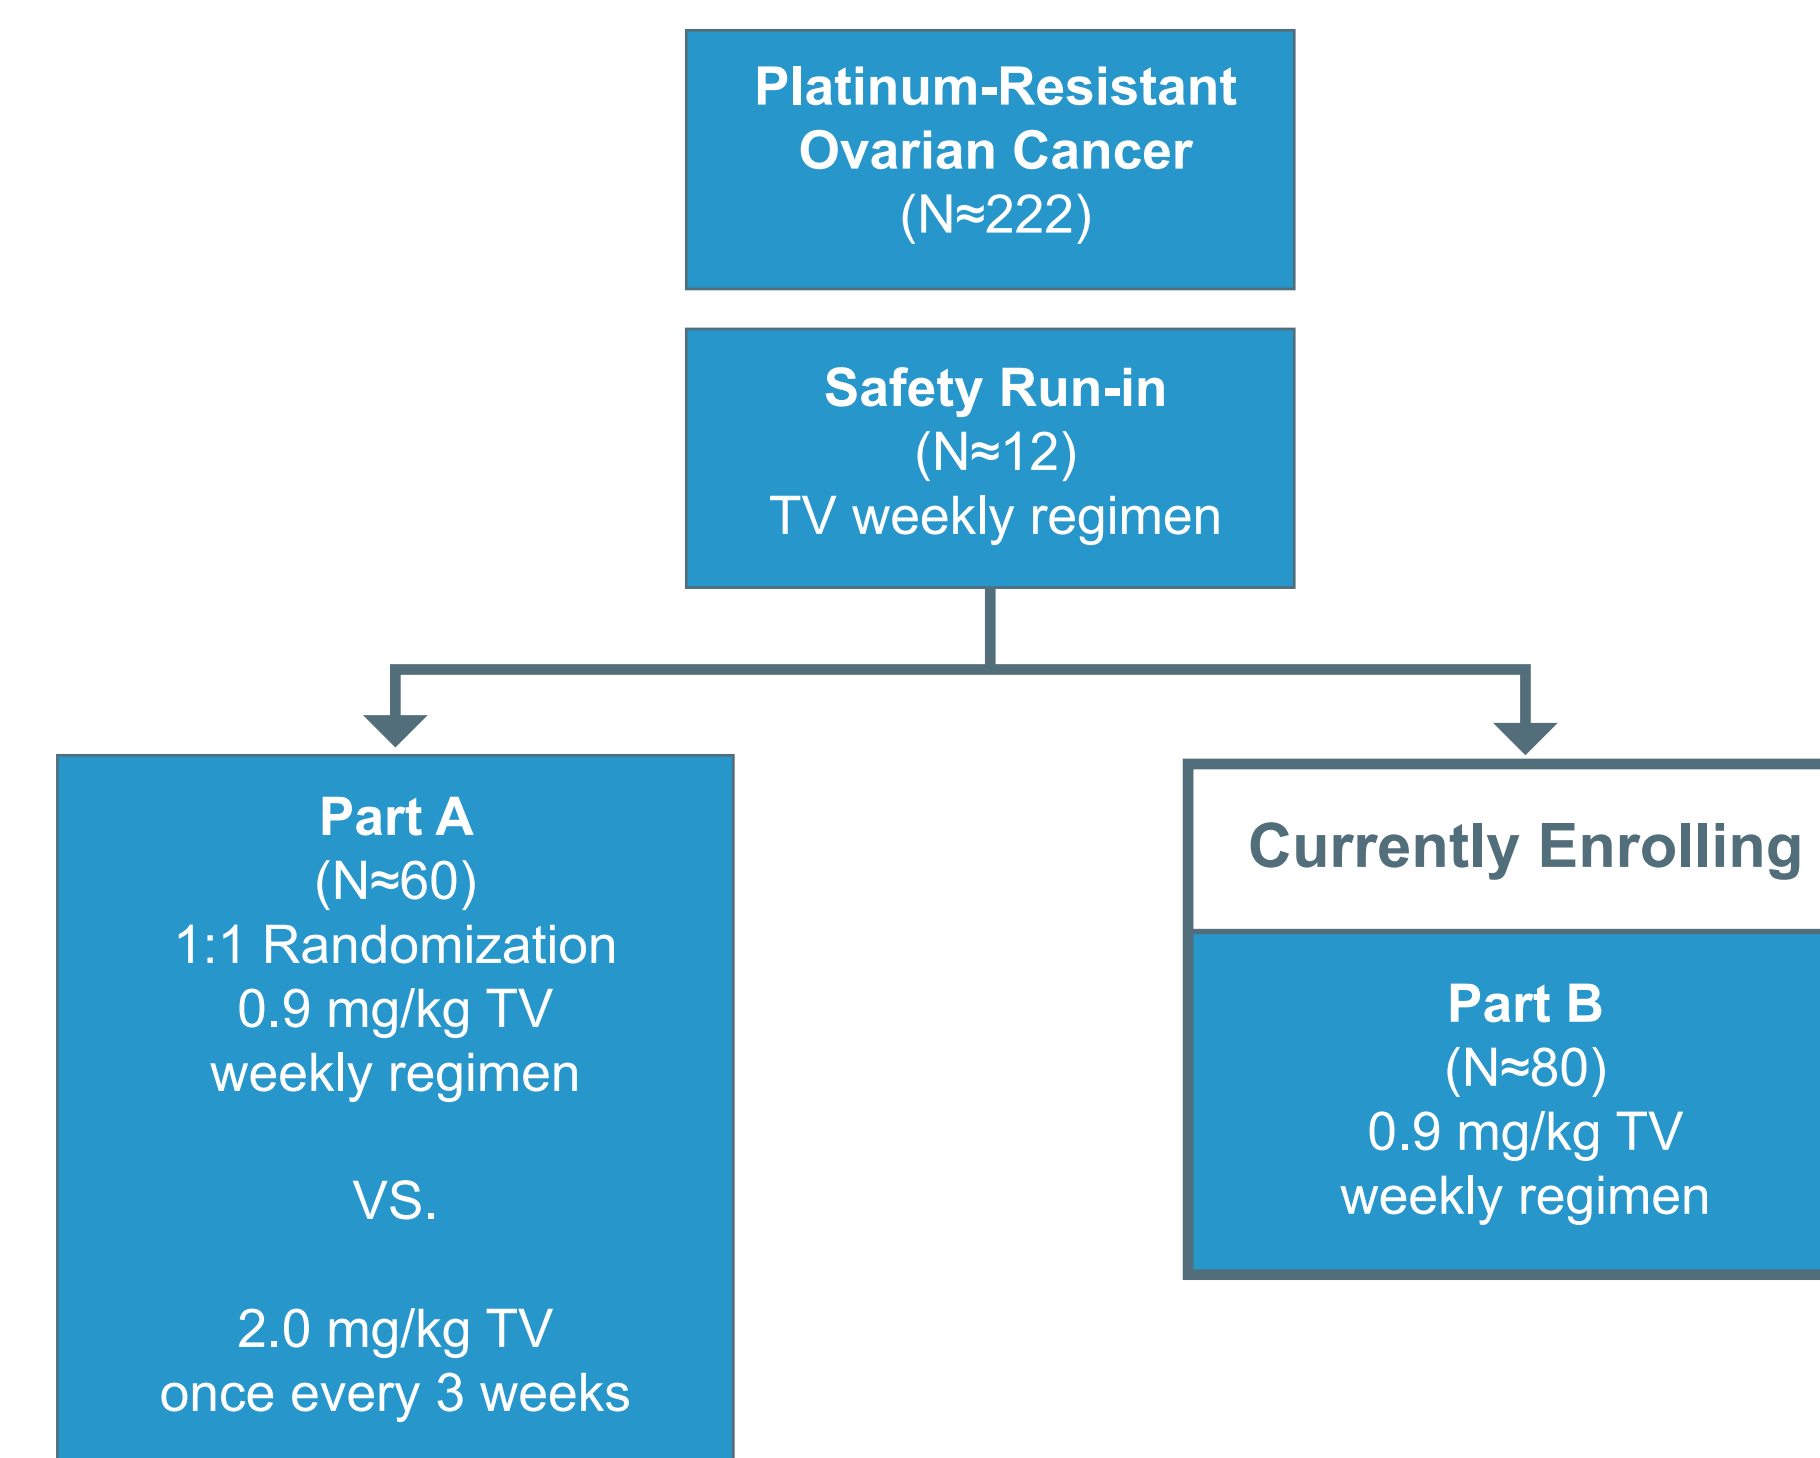 Platinum-Resistant
Ovarian Cancer
(N≈222)
Safety Run-in
(N≈12)
TV weekly regimen
Part A
(N≈60)
1:1 Randomization
0.9 mg/kg TV
weekly regimen
VS.
2.0 mg/kg TV
once every 3 weeks
Currently Enrolling
Part B
(N≈80)
0.9 mg/kg TV
weekly regimen